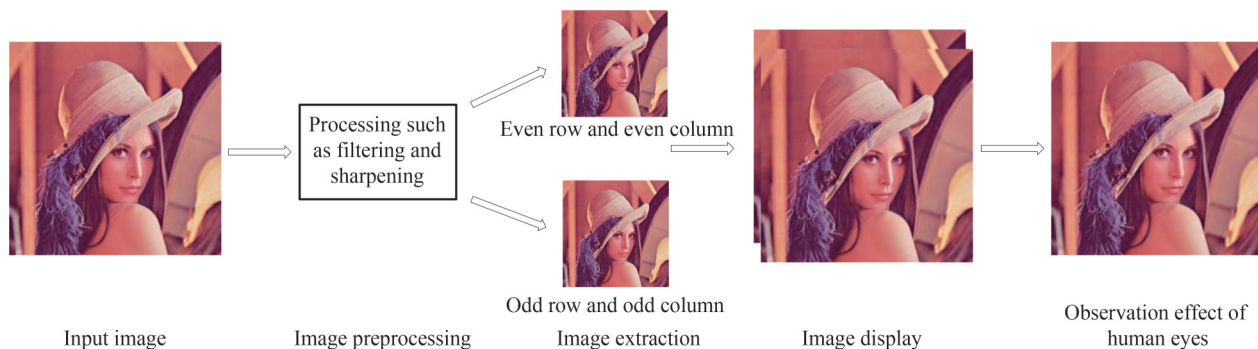 Processing such
as filtering and
sharpening
Even row and even column
Odd row and odd column
Input image
Image preprocessing
Image extraction
Image display
Observation effect of
human eyes